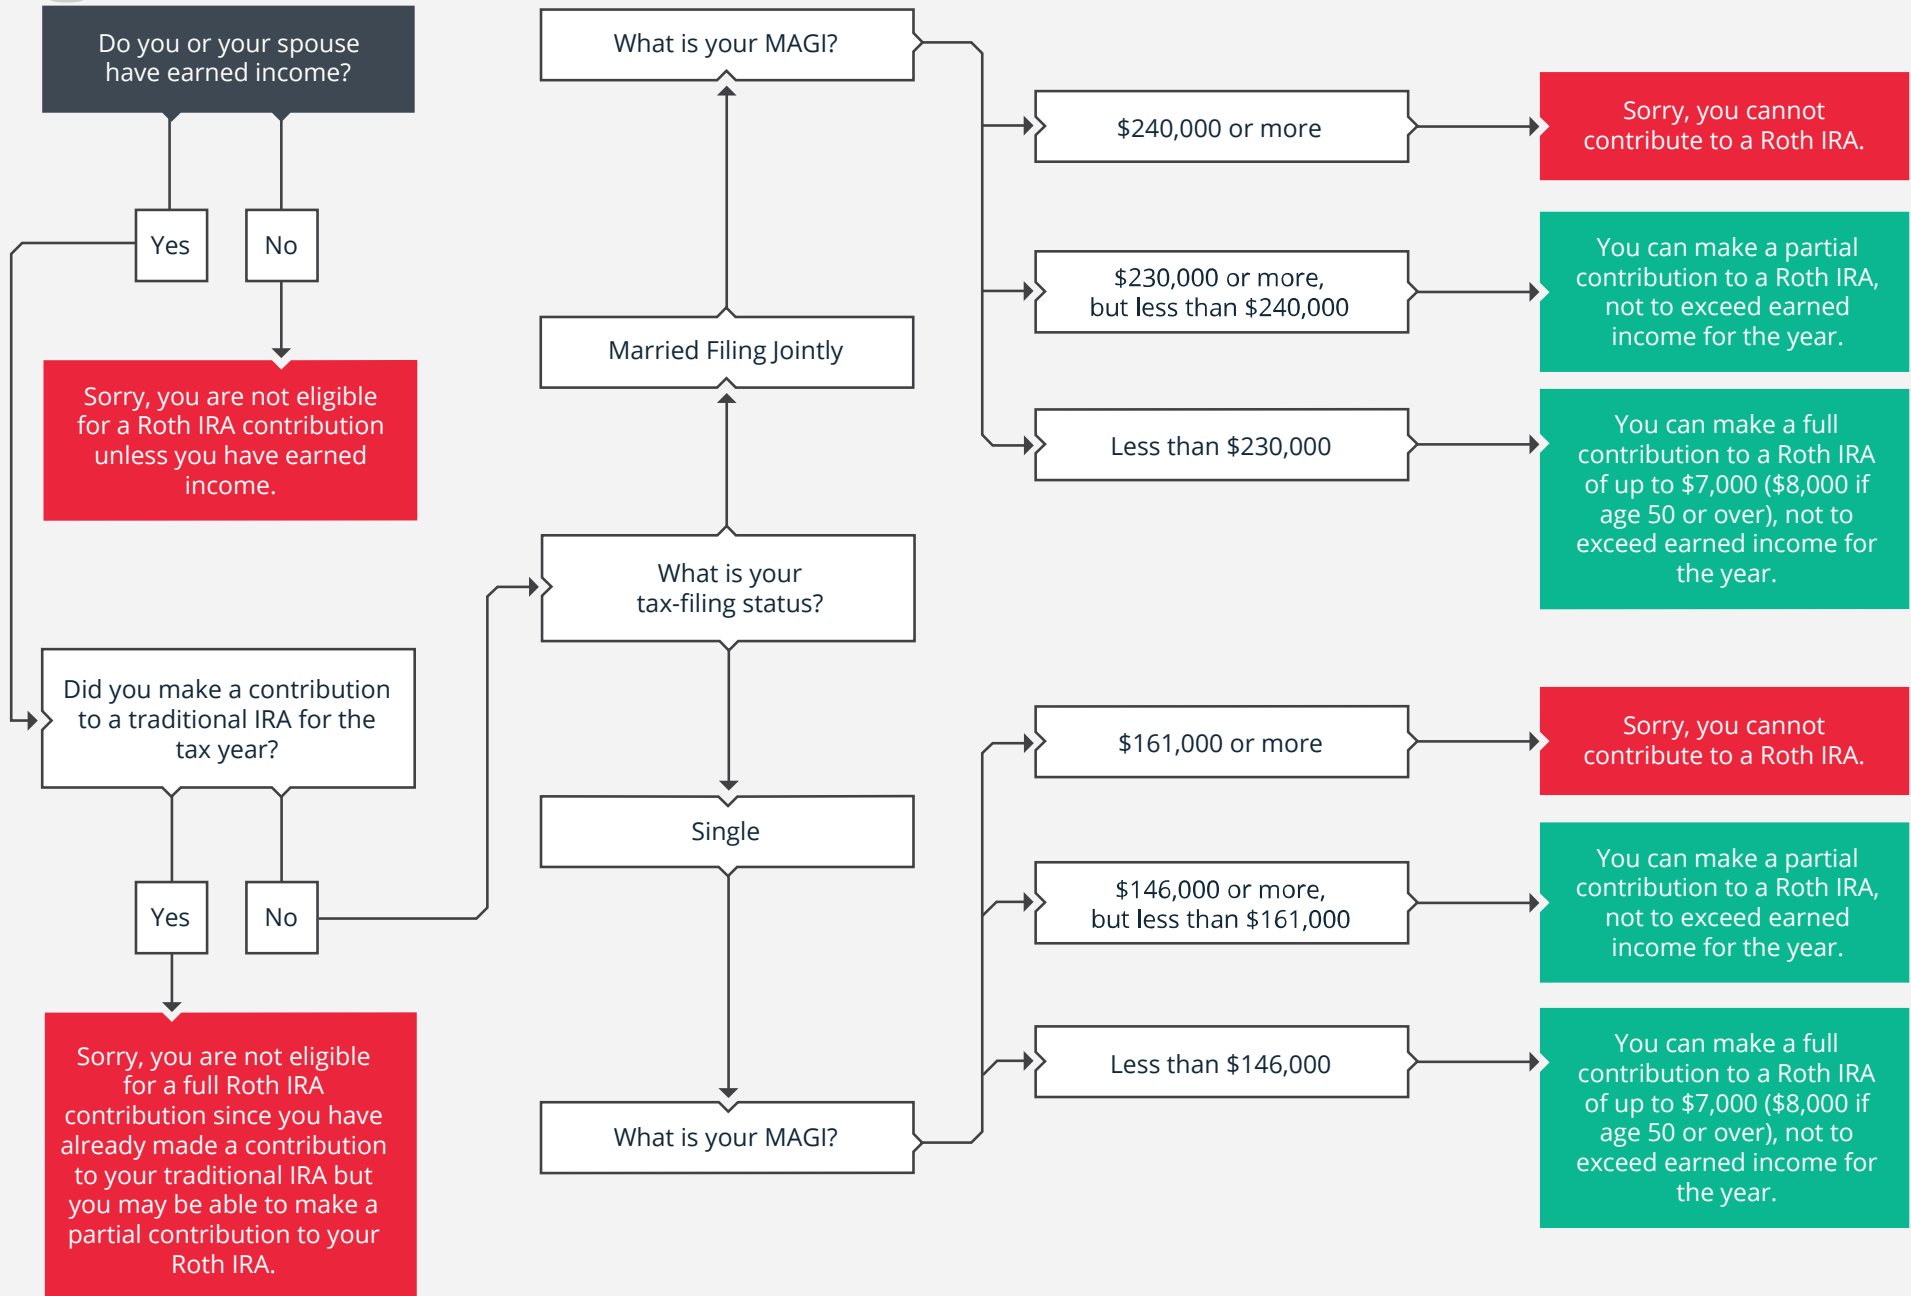 Do you or your spouse
have earned income?
Yes
No
Sorry, you are not eligible
for a Roth IRA contribution
unless you have earned
income.
Did you make a contribution
to a traditional IRA for the
tax year?
Yes
No
Sorry, you are not eligible
for a full Roth IRA
contribution since you have
already made a contribution
to your traditional IRA but
you may be able to make a
partial contribution to your
Roth IRA.
What is your
tax-filing status?
Married Filing Jointly
What is your MAGI?
$240,000 or more
Sorry, you cannot
contribute to a Roth IRA.
$230,000 or more,
but less than $240,000
You can make a partial
contribution to a Roth IRA,
not to exceed earned
income for the year.
Less than $230,000
You can make a full
contribution to a Roth IRA
of up to $7,000 ($8,000 if
age 50 or over), not to
exceed earned income for
the year.
Single
What is your MAGI?
$161,000 or more
Sorry, you cannot
contribute to a Roth IRA.
$146,000 or more,
but less than $161,000
You can make a partial
contribution to a Roth IRA,
not to exceed earned
income for the year.
Less than $146,000
You can make a full
contribution to a Roth IRA
of up to $7,000 ($8,000 if
age 50 or over), not to
exceed earned income for
the year.